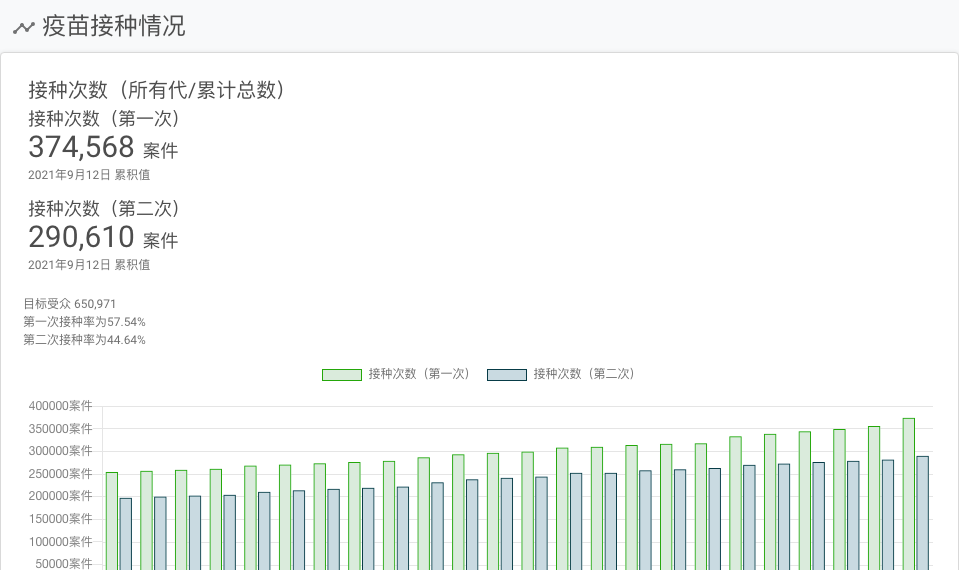 疫苗接种情况
接种次数（所有代/累计总数）
接种次数（第一次）
374,568 案件
2021年9月12日 累积值
接种次数（第二次）
290,610 案件
2021年9月12日 累积值
目标受众 650,971
第一次接种率为57.54%
第二次接种率为44.64%
接种次数（第一次） 接种次数（第二次）
400000案件
350000案件
300000案件
250000案件
200000案件
150000案件
100000案件
50000案件